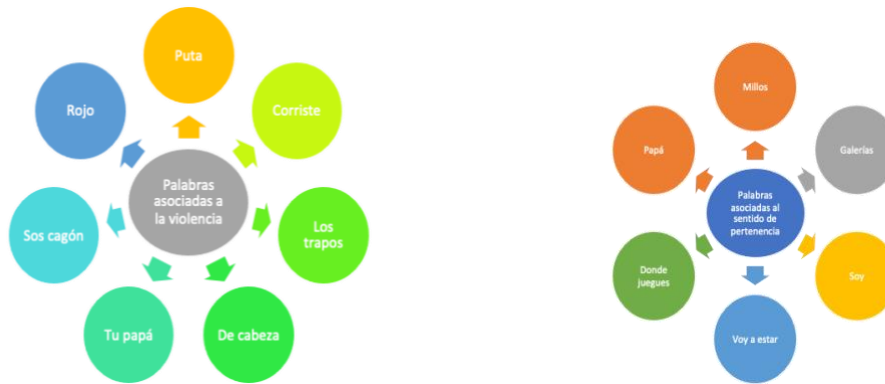 Puta
Corriste
Los
trapos
De cabeza
Tu papá
Sos cagón
Rojo
Palabras
asociadas a
la violencia
Millos
Galerías
Soy
Voy a estar
Donde
juegues
Papá
Palabras
asociadas al
sentido de
pertenencia